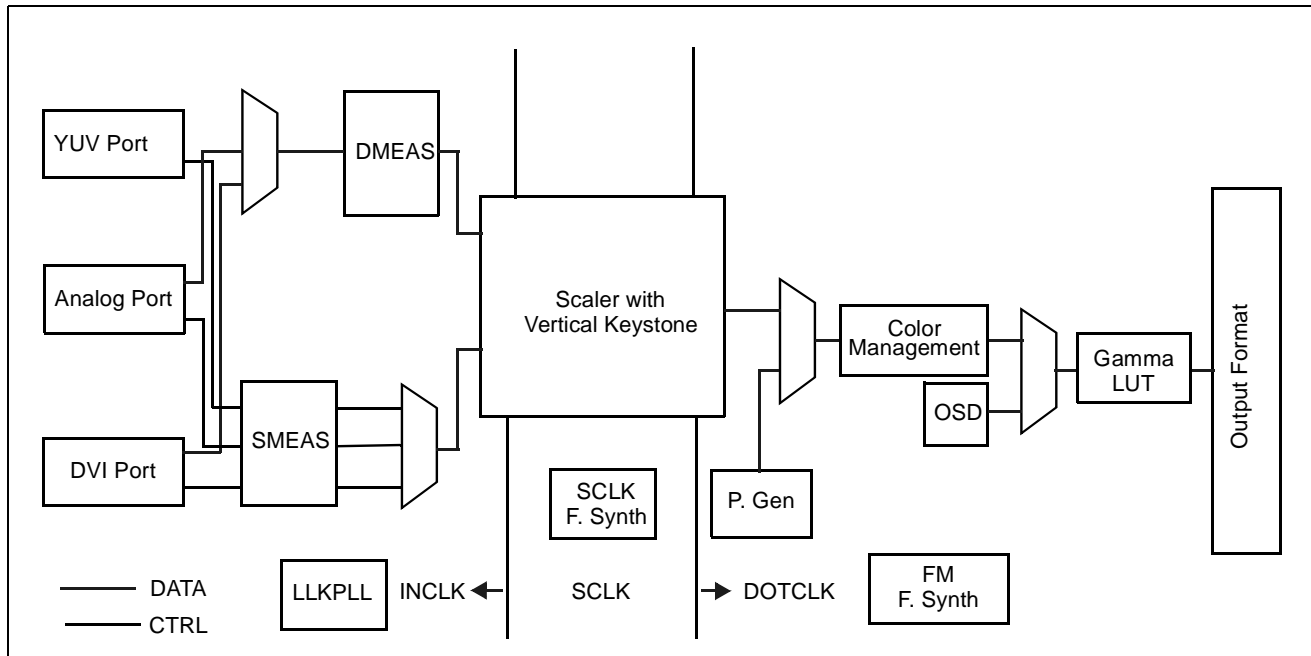 YUV Port
DMEAS
Analog Port
Scaler with
Vertical Keystone
Color
Management
Gamma
LUT
Output Format
OSD
DVI Port
SMEAS
SCLK
F. Synth
P. Gen
DATA
CTRL
LLKPLL
INCLK
SCLK
DOTCLK
FM
F. Synth